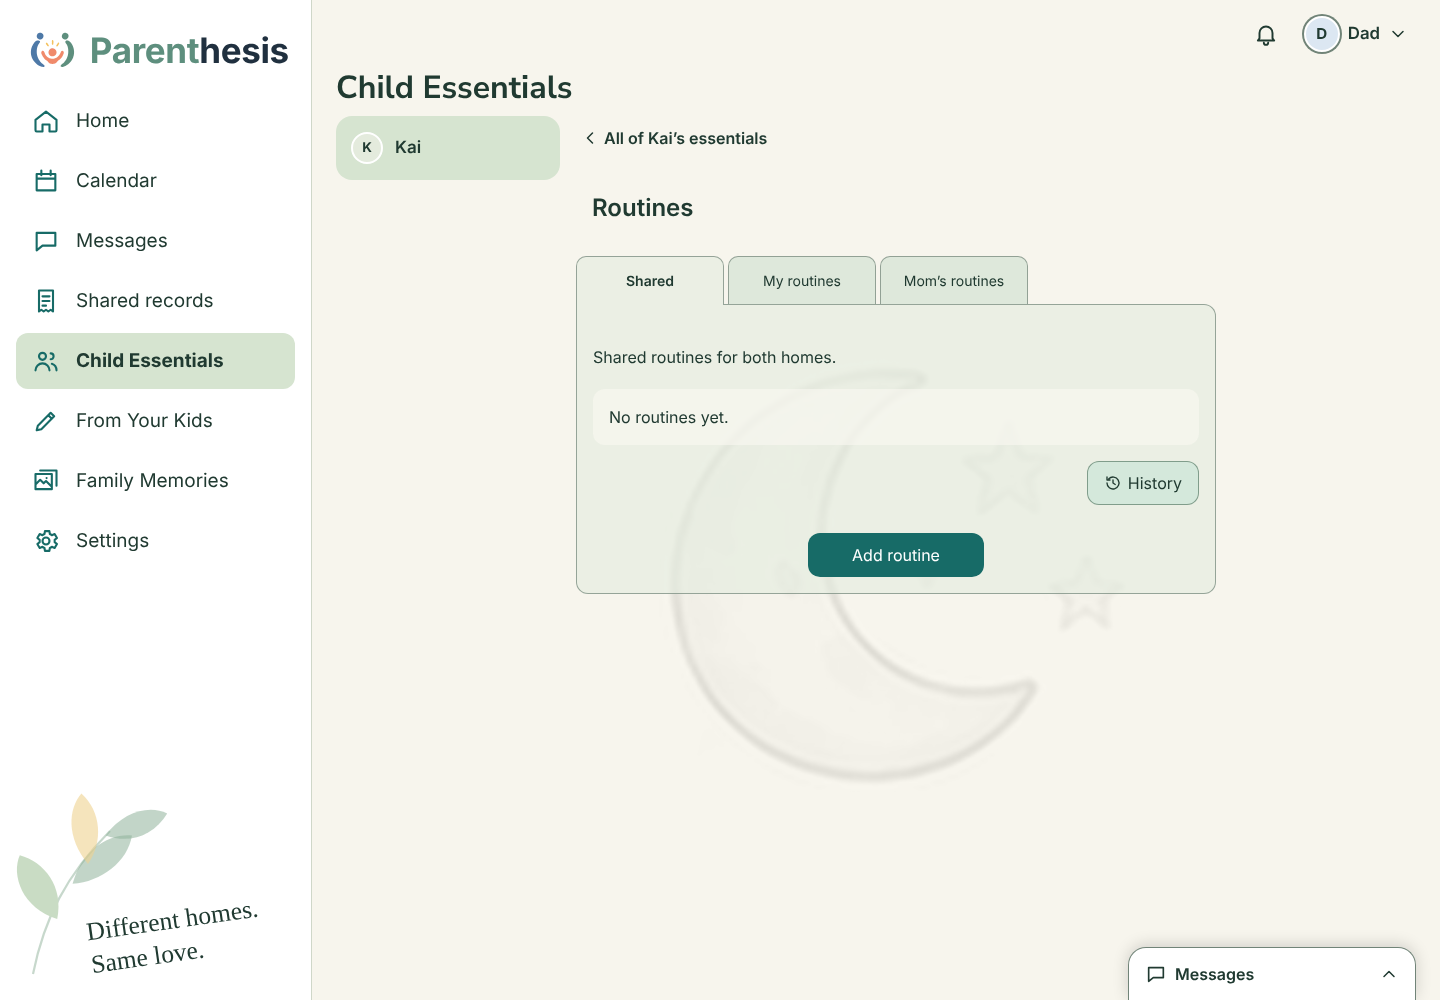 Parenthesis
Home
Calendar
Messages
Shared records
Child Essentials
From Your Kids
Family Memories
Settings
Different homes.
Same love.
D Dad
Child Essentials
K Kai
All of Kai’s essentials
Routines
Shared My routines Mom’s routines
Shared routines for both homes.
No routines yet.
History
Add routine
Messages